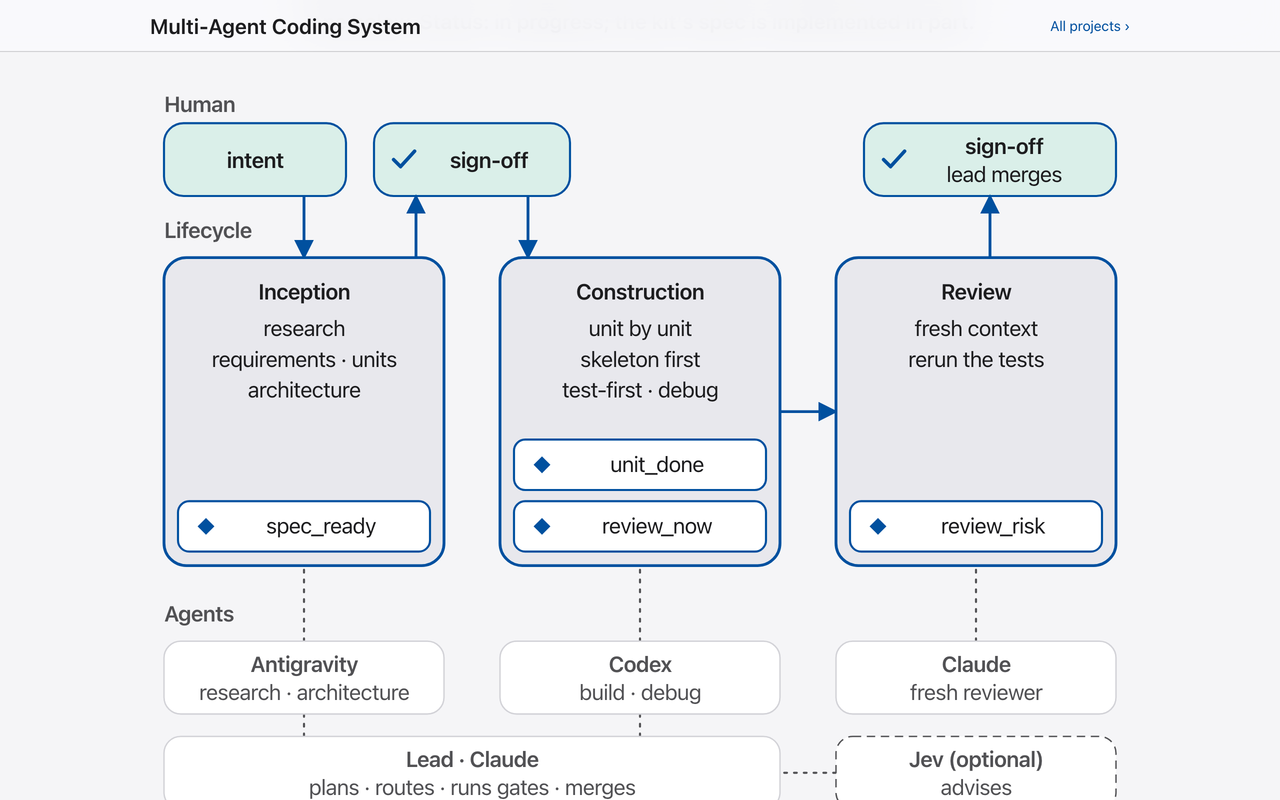 Multi-Agent Coding System
All projects ›
Human
intent
sign-off
sign-off
lead merges
Lifecycle
Inception
research
requirements · units
architecture
spec_ready
Construction
unit by unit
skeleton first
test-first · debug
unit_done
review_now
Review
fresh context
rerun the tests
review_risk
Agents
Antigravity
research · architecture
Codex
build · debug
Claude
fresh reviewer
Lead · Claude
plans · routes · runs gates · merges
Jev (optional)
advises